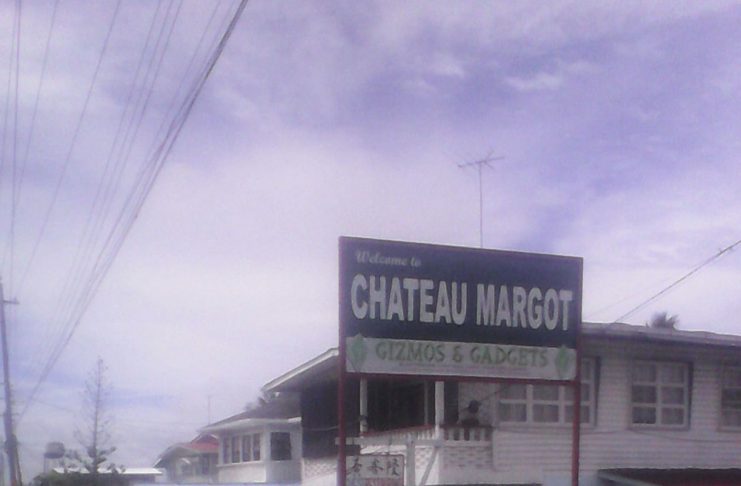 Welcome to
CHATEAU MARGOT
GIZMOS & GADGETS